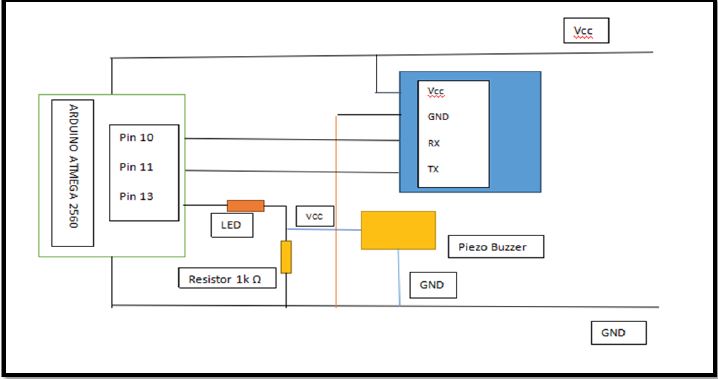 Vcc
ARDUINO ATMEGA 2560
Pin 10
Pin 11
Pin 13
Vcc
GND
RX
TX
LED
VCC
Piezo Buzzer
Resistor 1k Ω
GND
GND